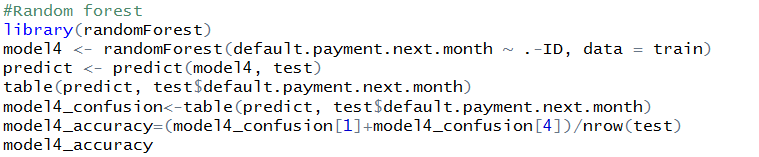 #Random forest
library(randomForest)
model4 <- randomForest(default.payment.next.month ~ .-ID, data = train)
predict <- predict(model4, test)
table(predict, test$default.payment.next.month)
model4_confusion<-table(predict, test$default.payment.next.month)
model4_accuracy=(model4_confusion[1]+model4_confusion[4])/nrow(test)
model4_accuracy